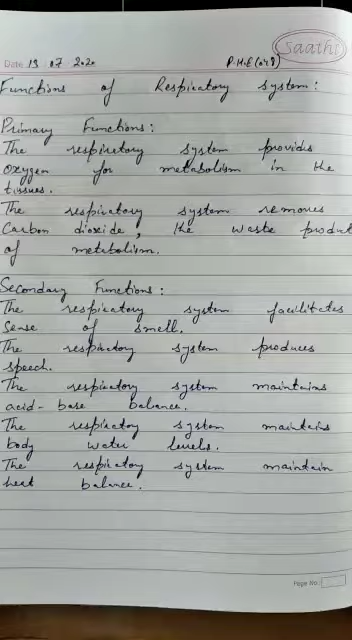 Saathi
Date 13 07 2020
Functions of Respiratory system:
Primary Functions:
The respiratory system provides
oxygen for metabolism in the
tissues.
The respiratory system removes
Carbon dioxide, the waste product
of metabolism.
Secondary Functions:
The respiratory system facilitates
Sense of smell.
The respiratory system produces
speech.
The respiratory system maintains
acid-base balance.
The respiratory system maintains
body water levels.
The respiratory system maintain
heat balance.
Page No.